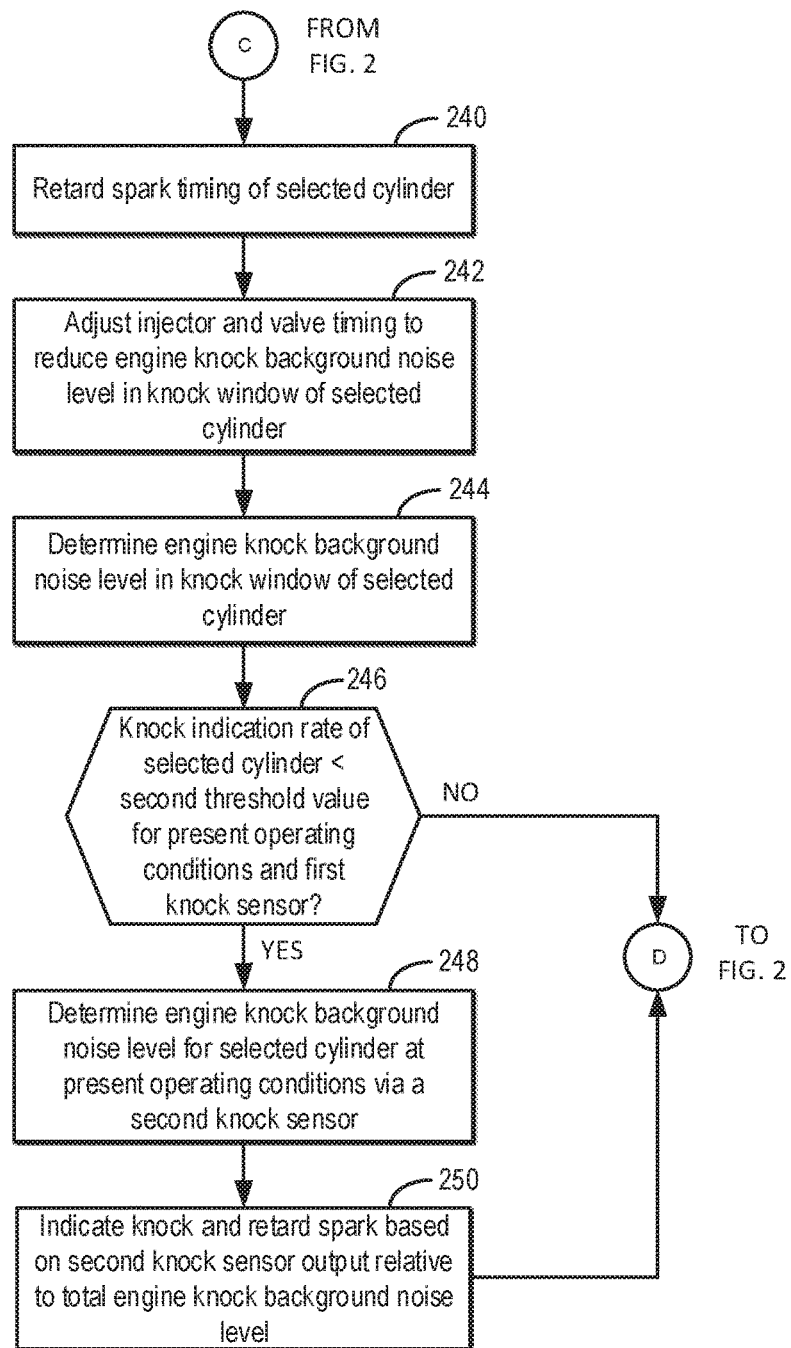 C
FROM
FIG. 2
240
Retard spark timing of selected cylinder
242
Adjust injector and valve timing to
reduce engine knock background noise
level in knock window of selected
cylinder
244
Determine engine knock background
noise level in knock window of selected
cylinder
246
Knock indication rate of
selected cylinder <
second threshold value
for present operating
conditions and first
knock sensor?
NO
YES
D
TO
FIG. 2
248
Determine engine knock background
noise level for selected cylinder at
present operating conditions via a
second knock sensor
250
Indicate knock and retard spark based
on second knock sensor output relative
to total engine knock background noise
level